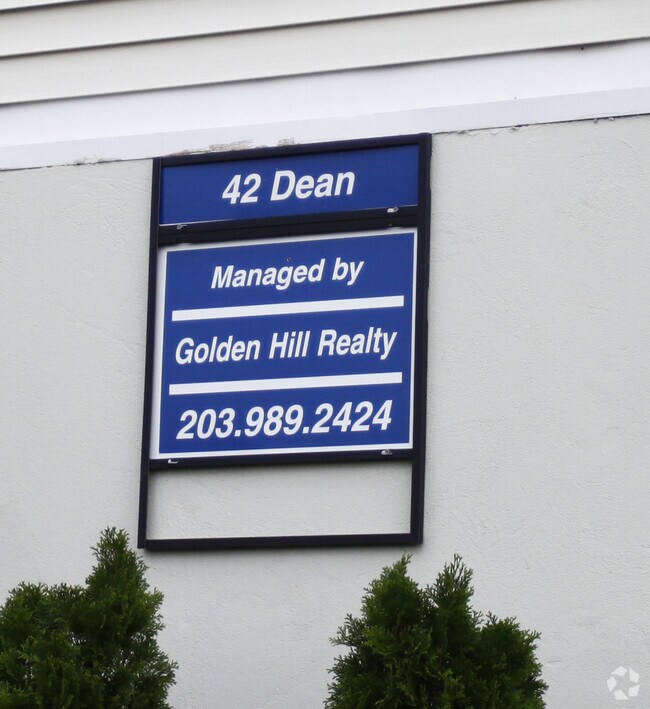 42 Dean
Managed by
Golden Hill Realty
203.989.2424